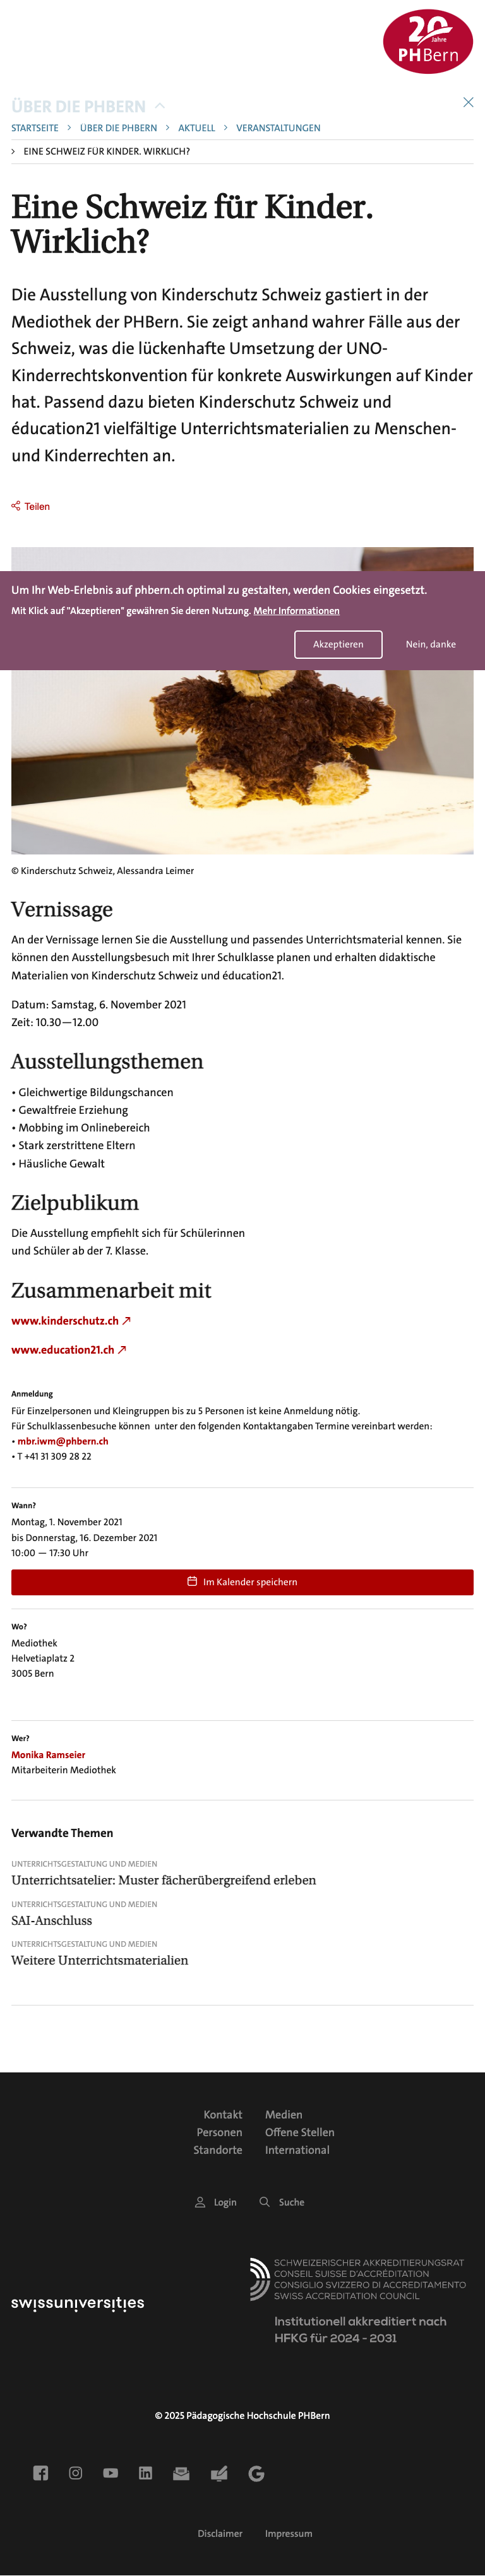 20
Jahre
PHBern
ÜBER DIE PHBERN
STARTSEITE > ÜBER DIE PHBERN > AKTUELL > VERANSTALTUNGEN
> EINE SCHWEIZ FÜR KINDER. WIRKLICH?
Eine Schweiz für Kinder.
Wirklich?
Die Ausstellung von Kinderschutz Schweiz gastiert in der
Mediothek der PHBern. Sie zeigt anhand wahrer Fälle aus der
Schweiz, was die lückenhafte Umsetzung der UNO-
Kinderrechtskonvention für konkrete Auswirkungen auf Kinder
hat. Passend dazu bieten Kinderschutz Schweiz und
éducation21 vielfältige Unterrichtsmaterialien zu Menschen-
und Kinderrechten an.
Teilen
Um Ihr Web-Erlebnis auf phbern.ch optimal zu gestalten, werden Cookies eingesetzt.
Mit Klick auf "Akzeptieren" gewähren Sie deren Nutzung. Mehr Informationen
Akzeptieren Nein, danke
© Kinderschutz Schweiz, Alessandra Leimer
Vernissage
An der Vernissage lernen Sie die Ausstellung und passendes Unterrichtsmaterial kennen. Sie
können den Ausstellungsbesuch mit Ihrer Schulklasse planen und erhalten didaktische
Materialien von Kinderschutz Schweiz und éducation21.
Datum: Samstag, 6. November 2021
Zeit: 10.30—12.00
Ausstellungsthemen
• Gleichwertige Bildungschancen
• Gewaltfreie Erziehung
• Mobbing im Onlinebereich
• Stark zerstrittene Eltern
• Häusliche Gewalt
Zielpublikum
Die Ausstellung empfiehlt sich für Schülerinnen
und Schüler ab der 7. Klasse.
Zusammenarbeit mit
www.kinderschutz.ch
www.education21.ch
Anmeldung
Für Einzelpersonen und Kleingruppen bis zu 5 Personen ist keine Anmeldung nötig.
Für Schulklassenbesuche können unter den folgenden Kontaktangaben Termine vereinbart werden:
• mbr.iwm@phbern.ch
• T +41 31 309 28 22
Wann?
Montag, 1. November 2021
bis Donnerstag, 16. Dezember 2021
10:00 — 17:30 Uhr
Im Kalender speichern
Wo?
Mediothek
Helvetiaplatz 2
3005 Bern
Wer?
Monika Ramseier
Mitarbeiterin Mediothek
Verwandte Themen
UNTERRICHTSGESTALTUNG UND MEDIEN
Unterrichtsatelier: Muster fächerübergreifend erleben
UNTERRICHTSGESTALTUNG UND MEDIEN
SAI-Anschluss
UNTERRICHTSGESTALTUNG UND MEDIEN
Weitere Unterrichtsmaterialien
Kontakt Medien
Personen Offene Stellen
Standorte International
Login Suche
swissuniversities
SCHWEIZERISCHER AKKREDITIERUNGSRAT
CONSEIL SUISSE D'ACCRÉDITATION
CONSIGLIO SVIZZERO DI ACCREDITAMENTO
SWISS ACCREDITATION COUNCIL
Institutionell akkreditiert nach
HFKG für 2024 - 2031
© 2025 Pädagogische Hochschule PHBern
Disclaimer Impressum